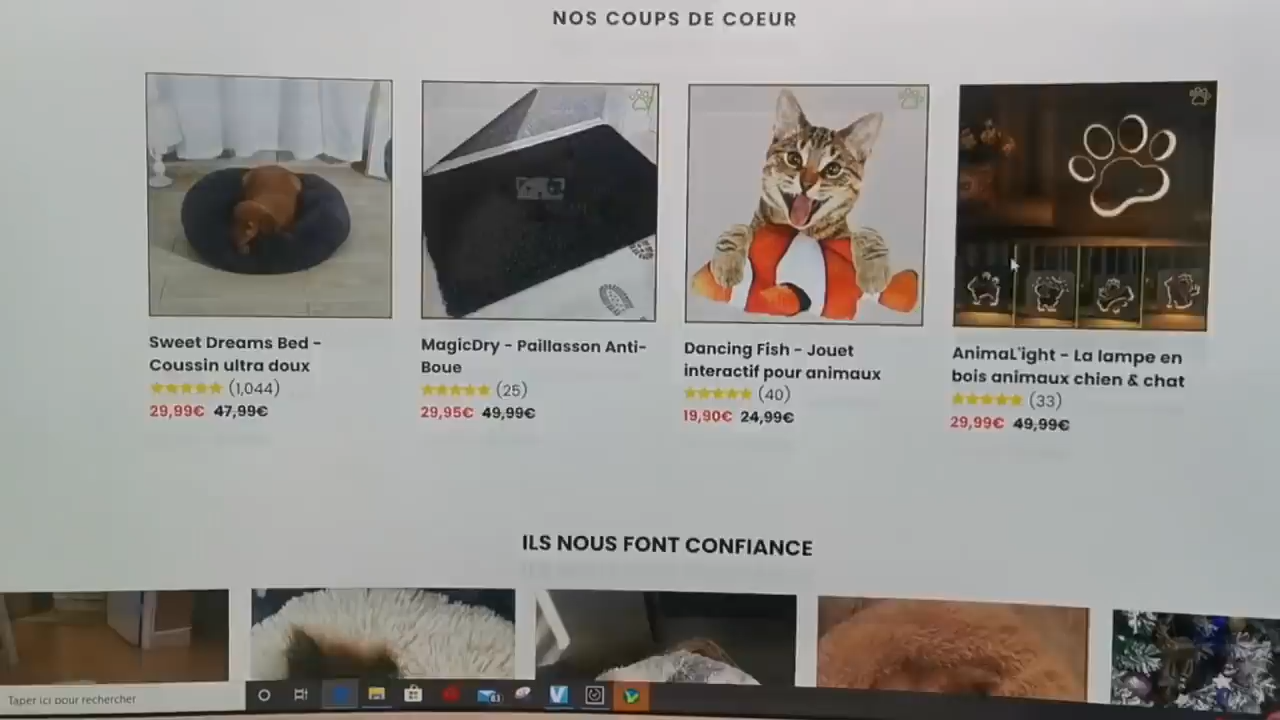 NOS COUPS DE COEUR
Sweet Dreams Bed -
Coussin ultra doux
(1,044)
29,99€ 47,99€
MagicDry - Paillasson Anti-
Boue
(25)
29,95€ 49,99€
Dancing Fish - Jouet
interactif pour animaux
(40)
19,90€ 24,99€
AnimaL'ight - La lampe en
bois animaux chien & chat
(33)
29,99€ 49,99€
ILS NOUS FONT CONFIANCE
Taper ici pour rechercher